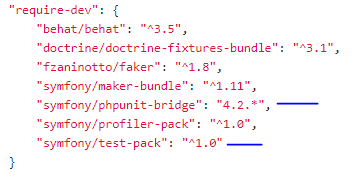 "require-dev": {
"behat/behat": "^3.5",
"doctrine/doctrine-fixtures-bundle": "^3.1",
"fzaninotto/faker": "^1.8",
"symfony/maker-bundle": "^1.11",
"symfony/phpunit-bridge": "4.2.*",
"symfony/profiler-pack": "^1.0",
"symfony/test-pack": "^1.0"
}